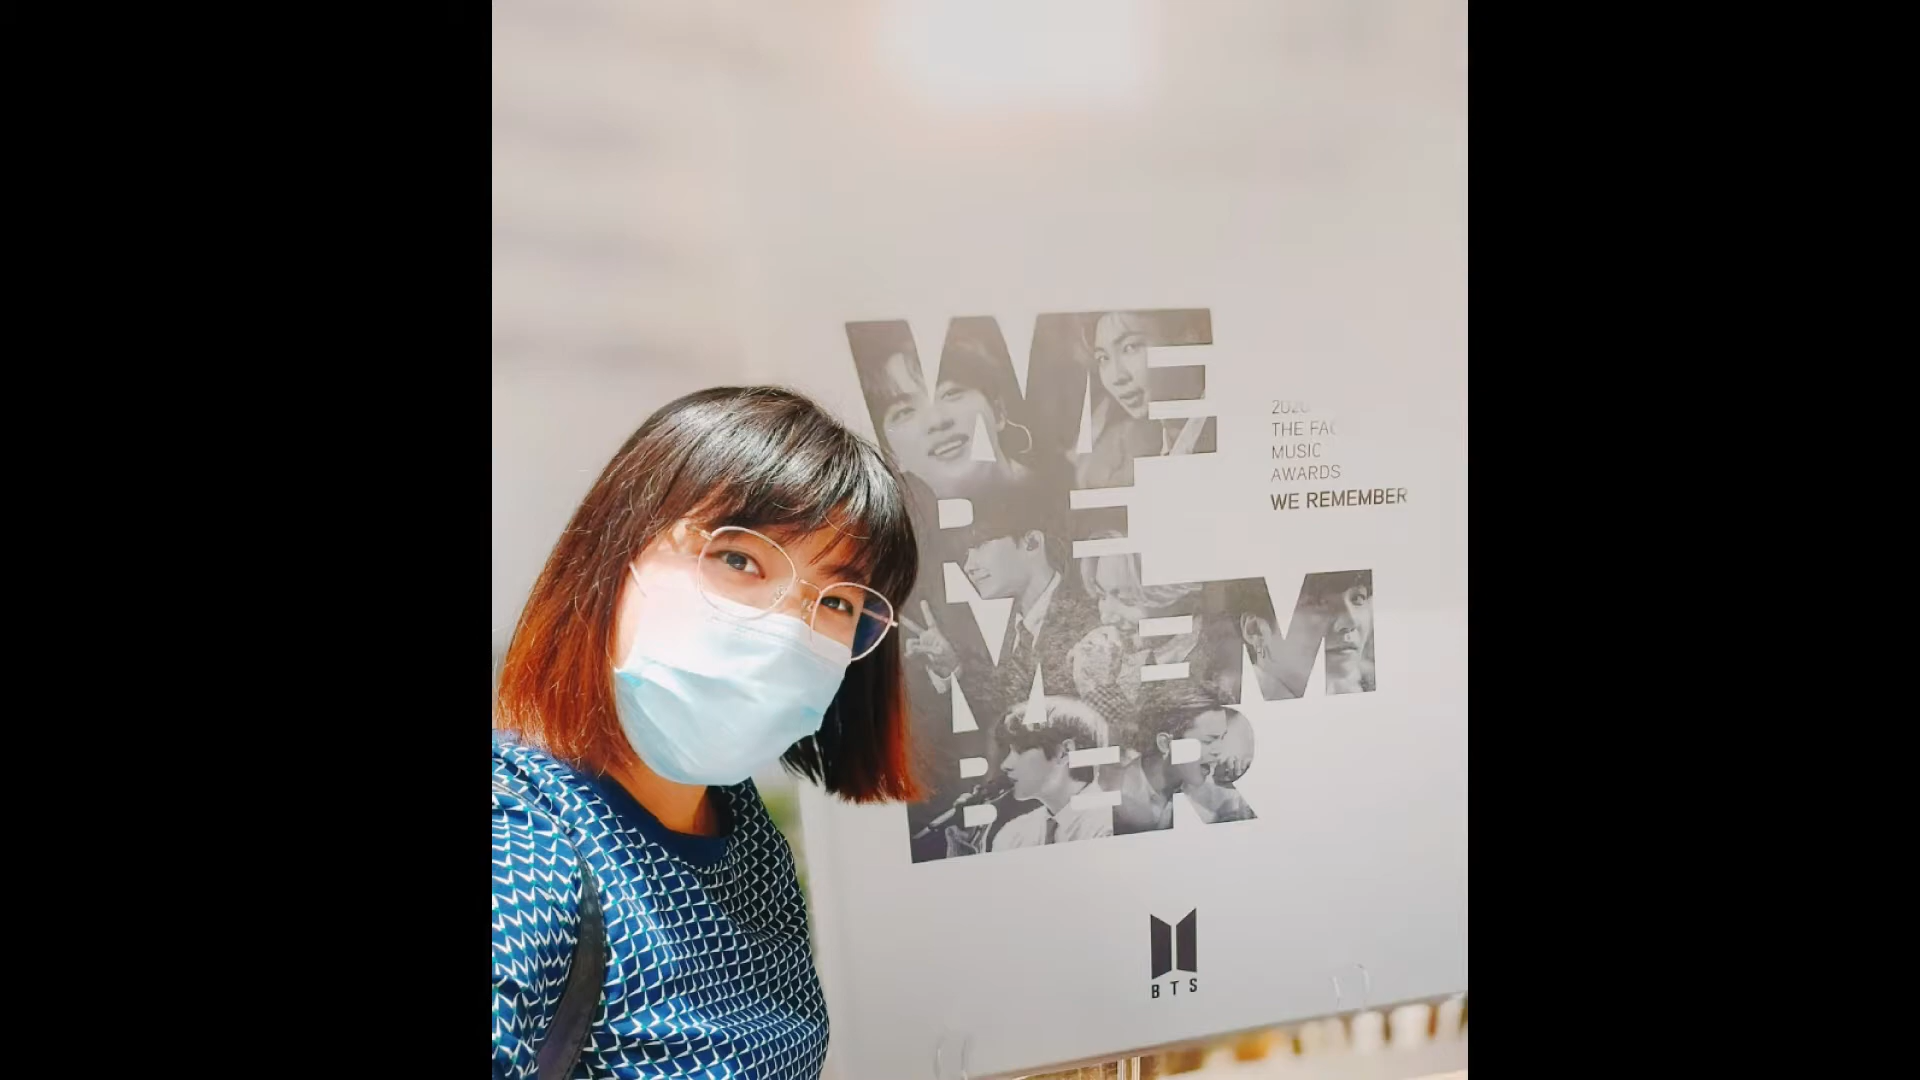 WE
RE
MEM
BER
2020
THE FAC
MUSIC
AWARDS
WE REMEMBER
BTS